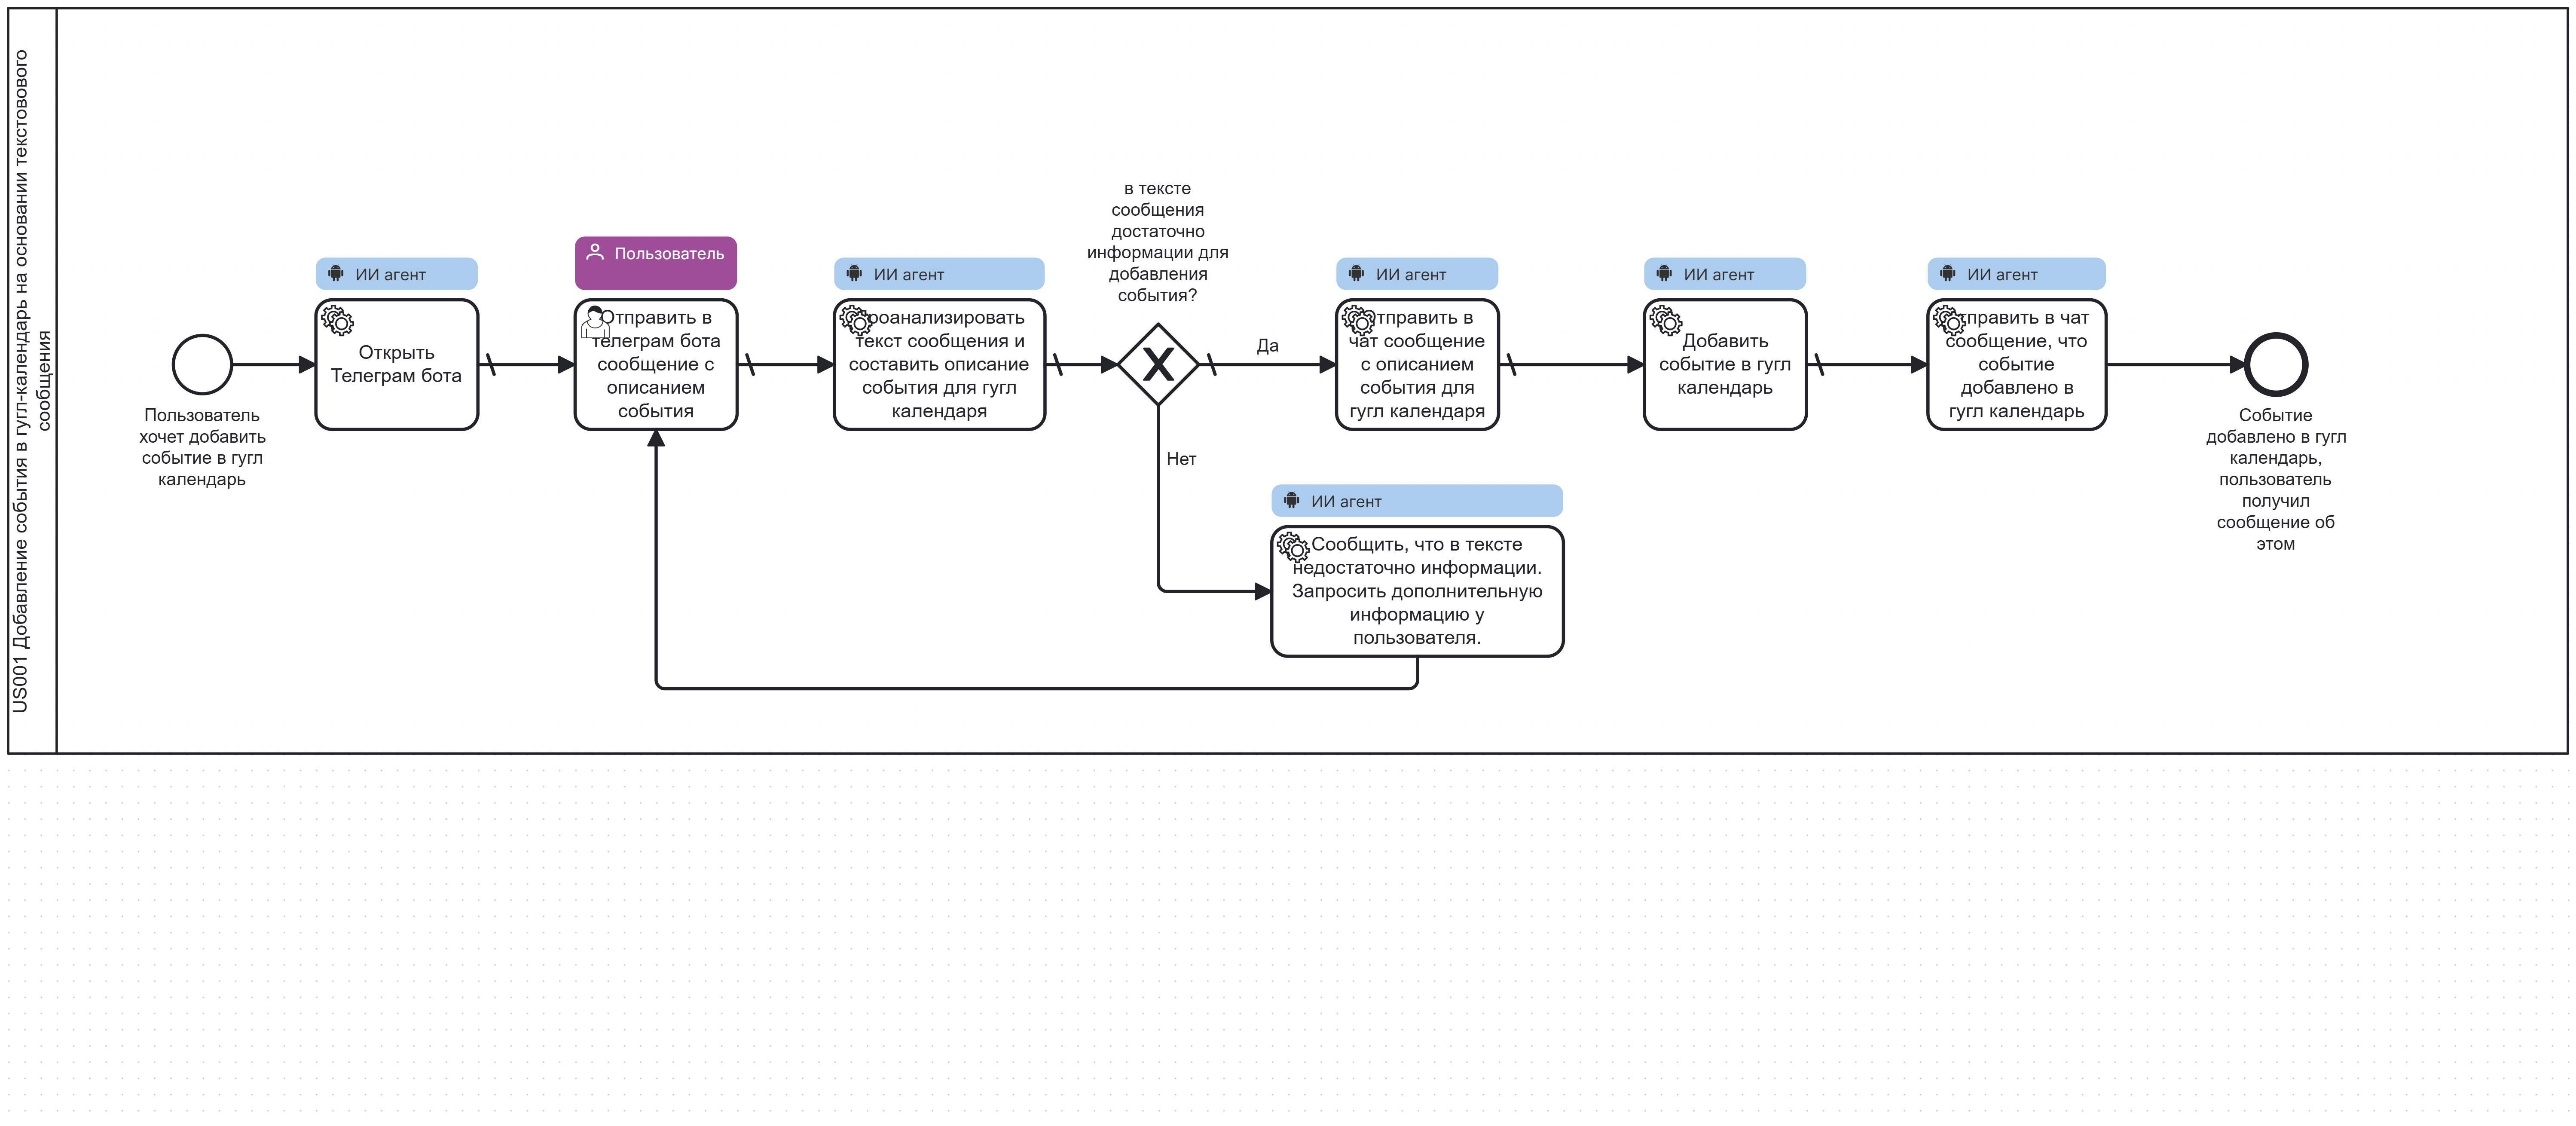 US001 Добавление события в гугл-календарь на основании текстовового
сообщения
Пользователь
хочет добавить
событие в гугл
календарь
ИИ агент
Открыть
Телеграм бота
Пользователь
Отправить в
телеграм бота
сообщение с
описанием
события
ИИ агент
Проанализировать
текст сообщения и
составить описание
события для гугл
календаря
в тексте
сообщения
достаточно
информации для
добавления
события?
Да
Нет
ИИ агент
Отправить в
чат сообщение
с описанием
события для
гугл календаря
ИИ агент
Добавить
событие в гугл
календарь
ИИ агент
Отправить в чат
сообщение, что
событие
добавлено в
гугл календарь
Событие
добавлено в гугл
календарь,
пользователь
получил
сообщение об
этом
ИИ агент
Сообщить, что в тексте
недостаточно информации.
Запросить дополнительную
информацию у
пользователя.